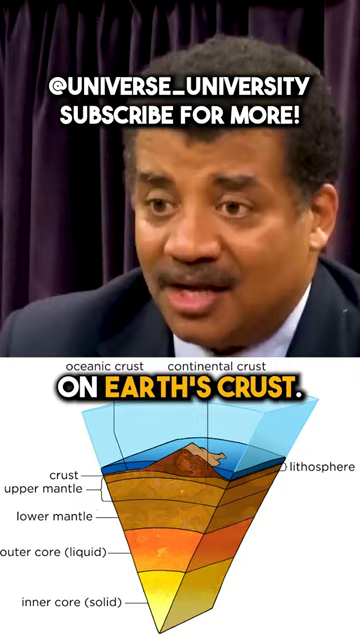 @UNIVERSE_UNIVERSITY
SUBSCRIBE FOR MORE!
oceanic crust continental crust
ON EARTH'S CRUST.
crust
lithosphere
upper mantle
lower mantle
outer core (liquid)
inner core (solid)